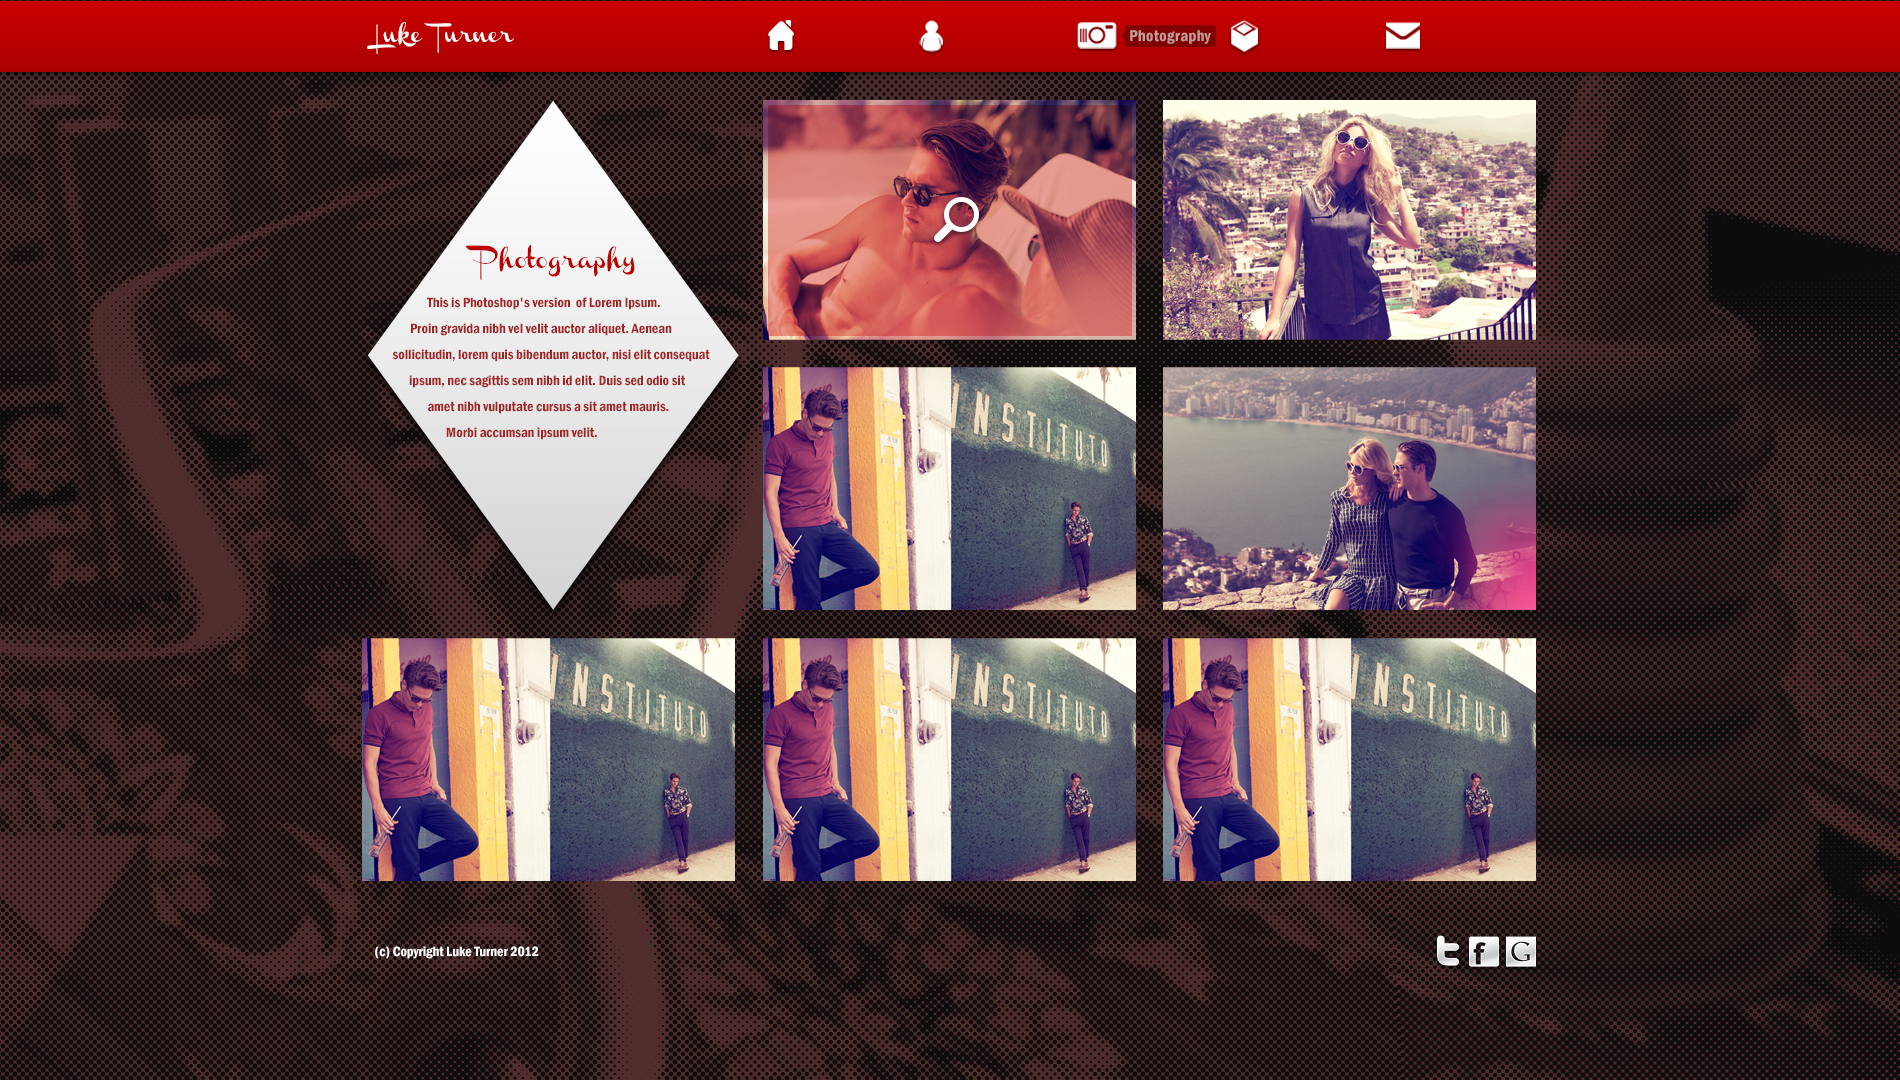 Luke Turner
Photography
Photography
This is Photoshop's version of Lorem Ipsum.
Proin gravida nibh vel velit auctor aliquet. Aenean
sollicitudin, lorem quis bibendum auctor, nisi elit consequat
ipsum, nec sagittis sem nibh id elit. Duis sed odio sit
amet nibh vulputate cursus a sit amet mauris.
Morbi accumsan ipsum velit.
INSTITUTO
INSTITUTO
INSTITUTO
INSTITUTO
(c) Copyright Luke Turner 2012
t f G